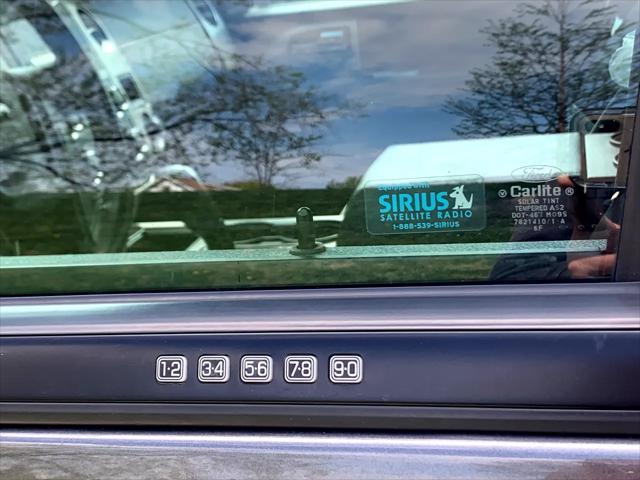 Equipped with
SIRIUS
SATELLITE RADIO
1-888-539-SIRIUS
Ford
Carlite®
SOLAR TINT
TEMPERED AS2
DOT-467 M095
7821410/1-A
1·2 3·4 5·6 7·8 9·0